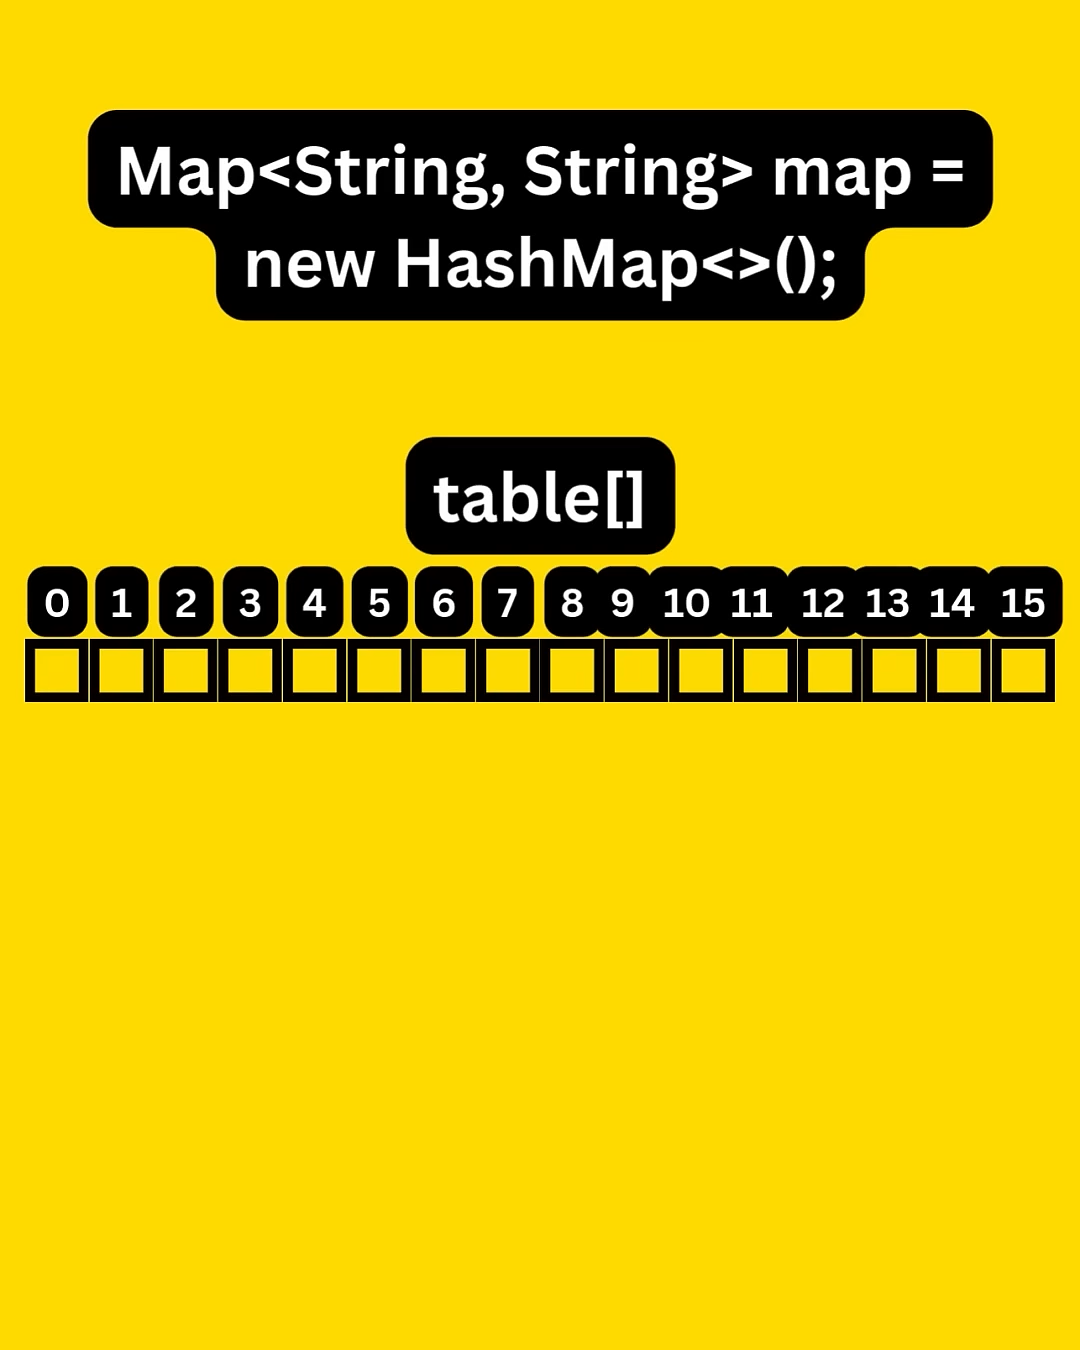 Map<String, String> map =
new HashMap<>();
table[]
0 1 2 3 4 5 6 7 8 9 10 11 12 13 14 15